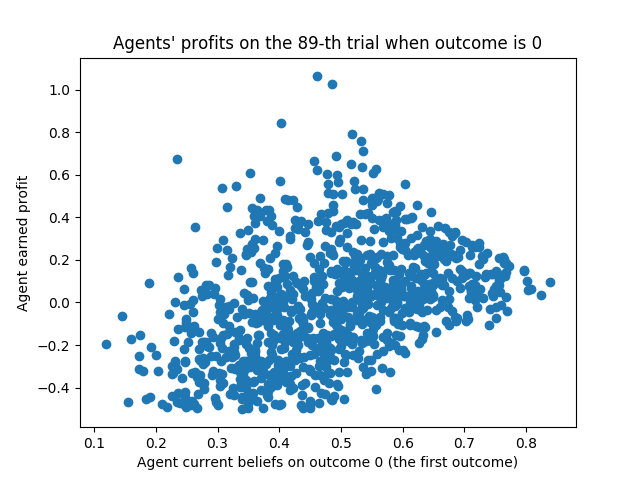 Agents' profits on the 89-th trial when outcome is 0
1.0
0.8
0.6
0.4
0.2
0.0
−0.2
−0.4
Agent earned profit
0.1 0.2 0.3 0.4 0.5 0.6 0.7 0.8
Agent current beliefs on outcome 0 (the first outcome)